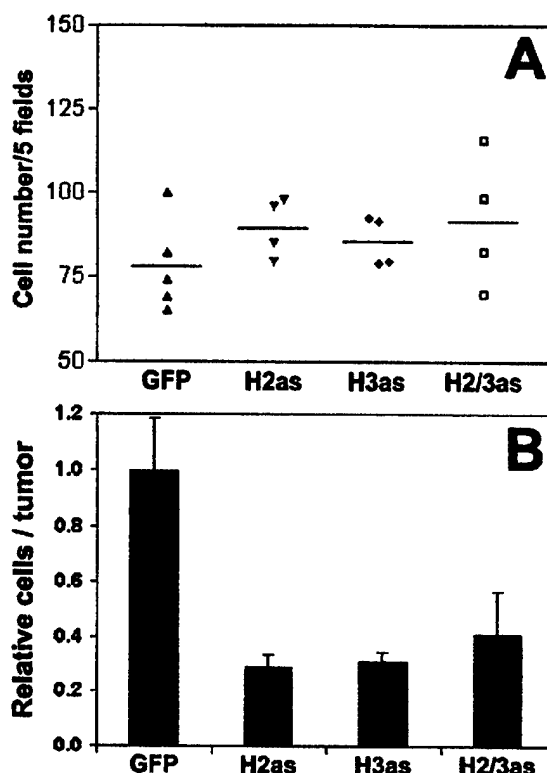 A
Cell number/5 fields
150
125
100
75
50
GFP H2as H3as H2/3as
B
Relative cells / tumor
1.2
1.0
0.8
0.6
0.4
0.2
0.0
GFP H2as H3as H2/3as